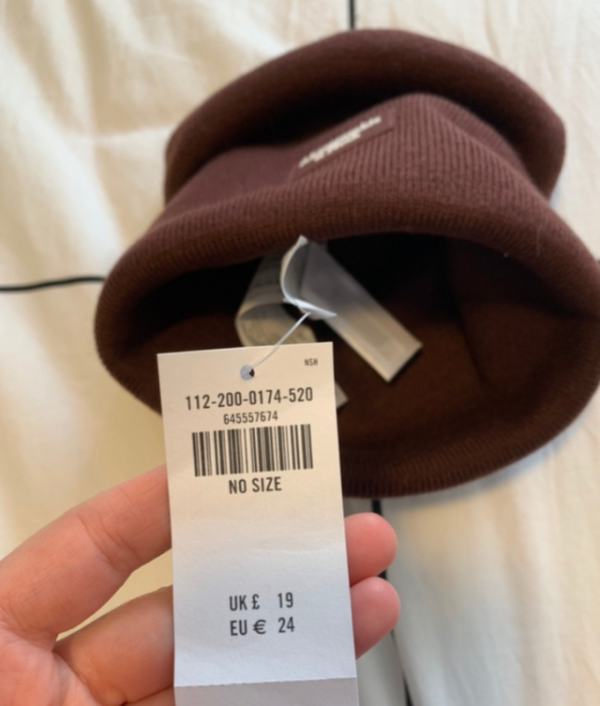 NSH
112-200-0174-520
645557674
NO SIZE
UK £ 19
EU € 24